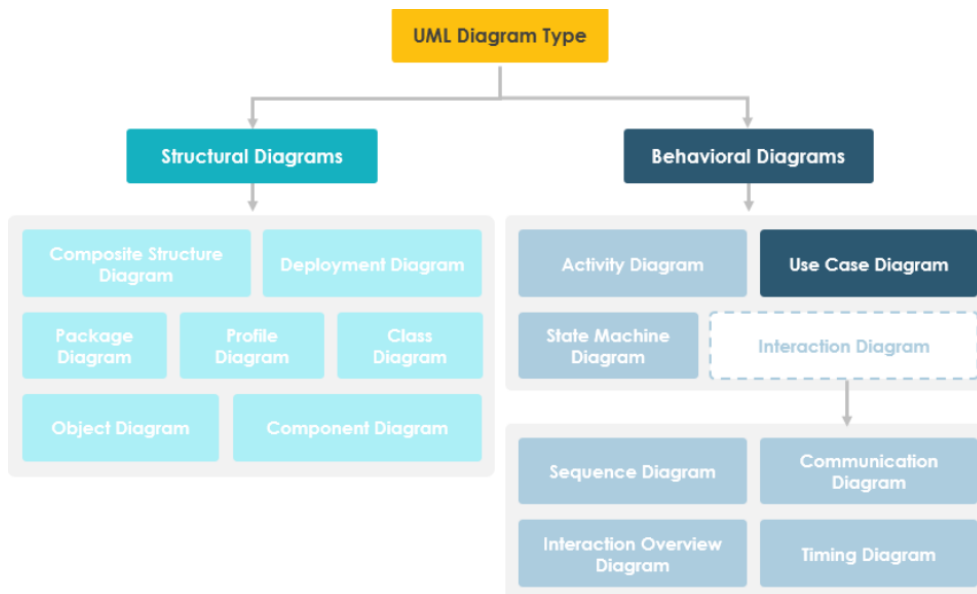 UML Diagram Type
Structural Diagrams
Behavioral Diagrams
Composite Structure
Diagram
Deployment Diagram
Package
Diagram
Profile
Diagram
Class
Diagram
Object Diagram
Component Diagram
Activity Diagram
Use Case Diagram
State Machine
Diagram
Interaction Diagram
Sequence Diagram
Communication
Diagram
Interaction Overview
Diagram
Timing Diagram